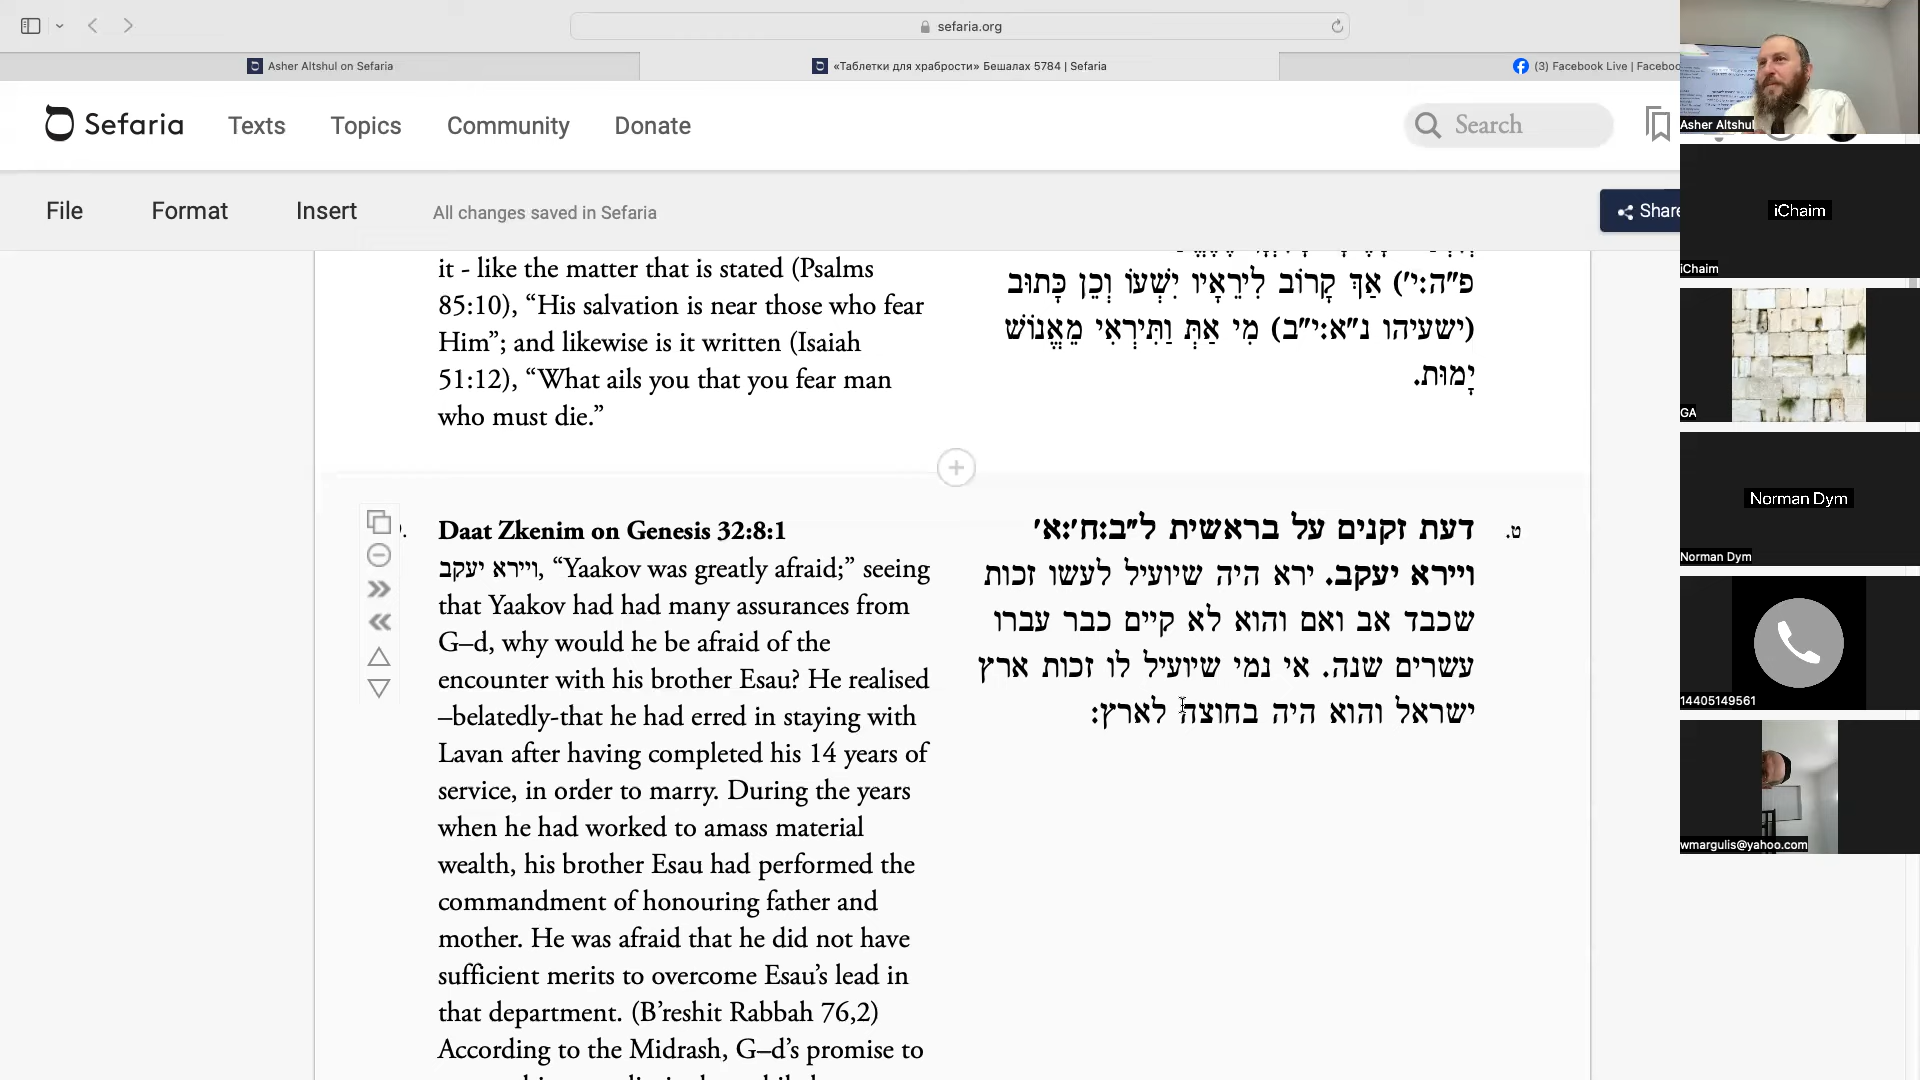 sefaria.org
Asher Altshul on Sefaria
«Таблетки для храбрости» Бешалах 5784 | Sefaria
(3) Facebook Live | Faceboo
Sefaria
Texts
Topics
Community
Donate
Search
File
Format
Insert
All changes saved in Sefaria
Share
it - like the matter that is stated (Psalms
85:10), “His salvation is near those who fear
Him”; and likewise is it written (Isaiah
51:12), “What ails you that you fear man
who must die.”
פ״ה:י׳) אַךְ קָרוֹב לִירֵאָיו יִשְׁעוֹ וְכֵן כָּתוּב
(ישעיהו נ״א:י״ב) מִי אַתְּ וַתִּירְאִי מֵאֱנוֹשׁ
יָמוּת.
Daat Zkenim on Genesis 32:8:1
ויירא יעקב, “Yaakov was greatly afraid;” seeing
that Yaakov had had many assurances from
G–d, why would he be afraid of the
encounter with his brother Esau? He realised
–belatedly-that he had erred in staying with
Lavan after having completed his 14 years of
service, in order to marry. During the years
when he had worked to amass material
wealth, his brother Esau had performed the
commandment of honouring father and
mother. He was afraid that he did not have
sufficient merits to overcome Esau’s lead in
that department. (B’reshit Rabbah 76,2)
According to the Midrash, G–d’s promise to
ט.
דעת זקנים על בראשית ל״ב:ח׳:א׳
ויירא יעקב. ירא היה שיועיל לעשו זכות
שכבד אב ואם והוא לא קיים כבר עברו
עשרים שנה. אי נמי שיועיל לו זכות ארץ
ישראל והוא היה בחוצה לארץ:
Asher Altshul
iChaim
iChaim
GA
Norman Dym
Norman Dym
14405149561
wmargulis@yahoo.com